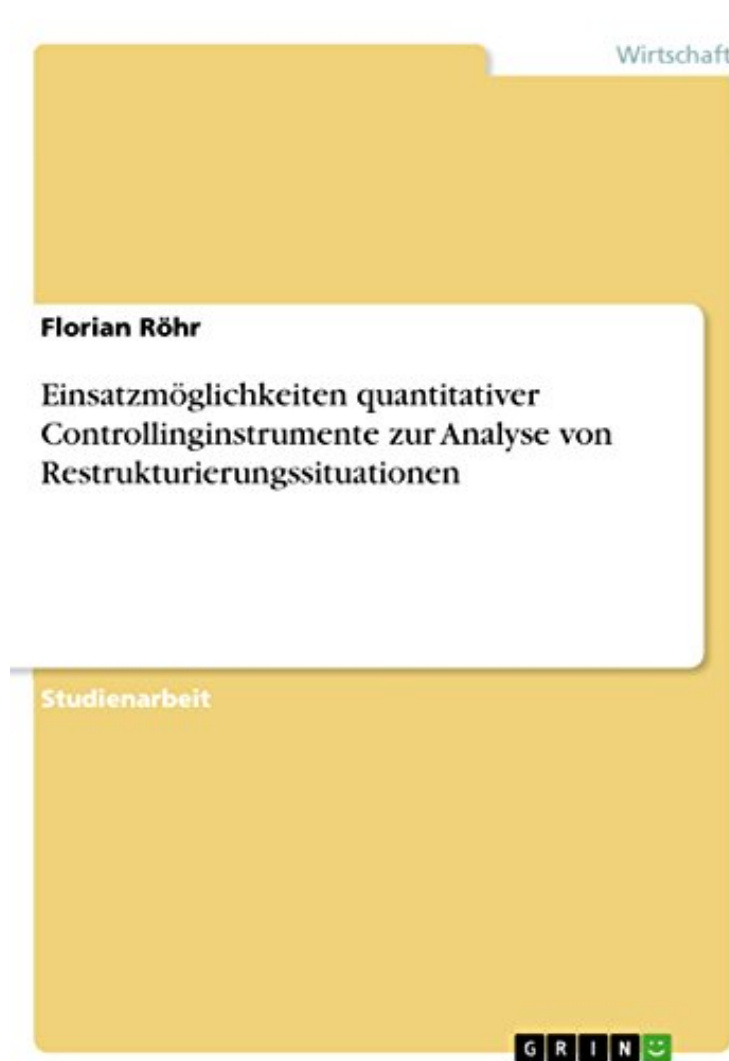 Wirtschaft
Florian Röhr
Einsatzmöglichkeiten quantitativer
Controllinginstrumente zur Analyse von
Restrukturierungssituationen
Studienarbeit
GRIN